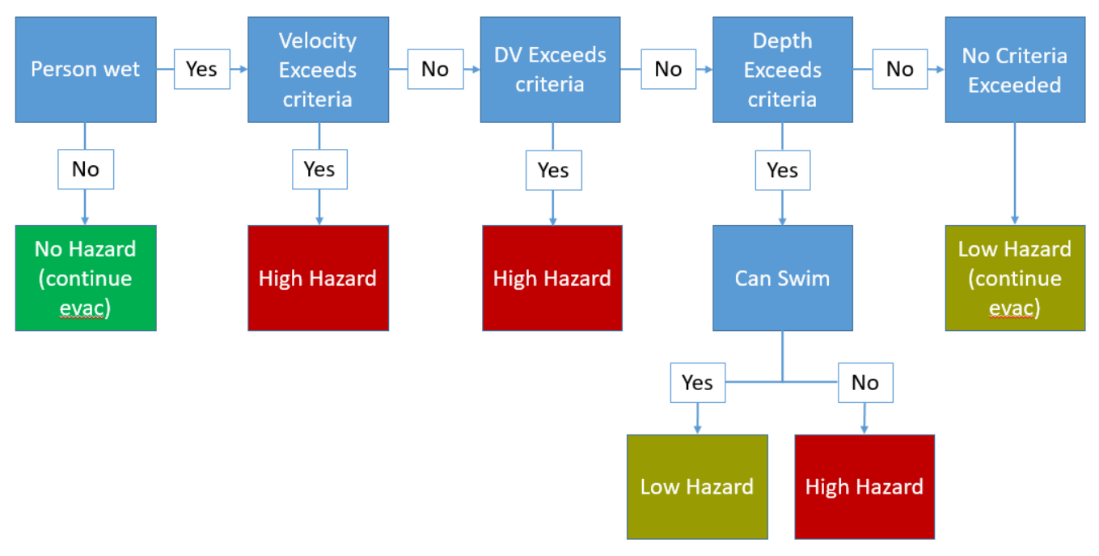 Person wet
Yes
Velocity
Exceeds
criteria
No
DV Exceeds
criteria
No
Depth
Exceeds
criteria
No
No Criteria
Exceeded
No
Yes
Yes
Yes
No Hazard
(continue
evac)
High Hazard
High Hazard
Can Swim
Low Hazard
(continue
evac)
Yes
No
Low Hazard
High Hazard